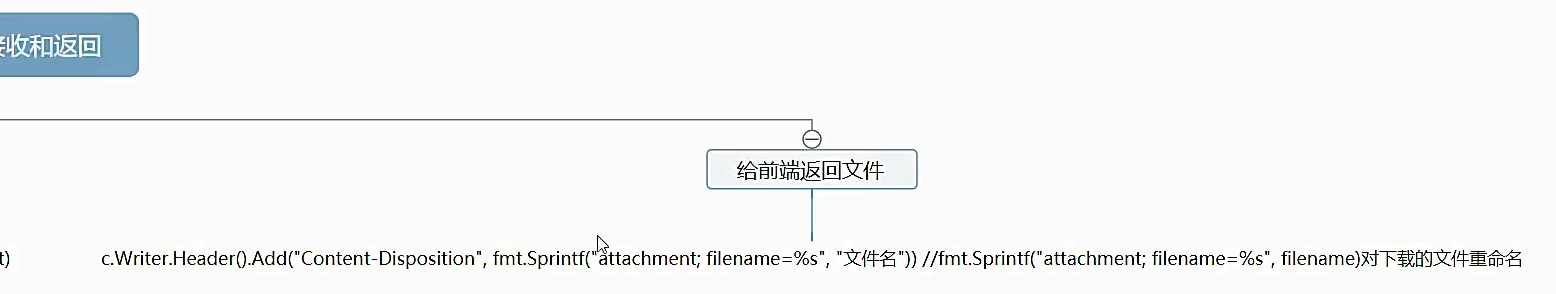 接收和返回
给前端返回文件
t) c.Writer.Header().Add("Content-Disposition", fmt.Sprintf("attachment; filename=%s", "文件名")) //fmt.Sprintf("attachment; filename=%s", filename)对下载的文件重命名